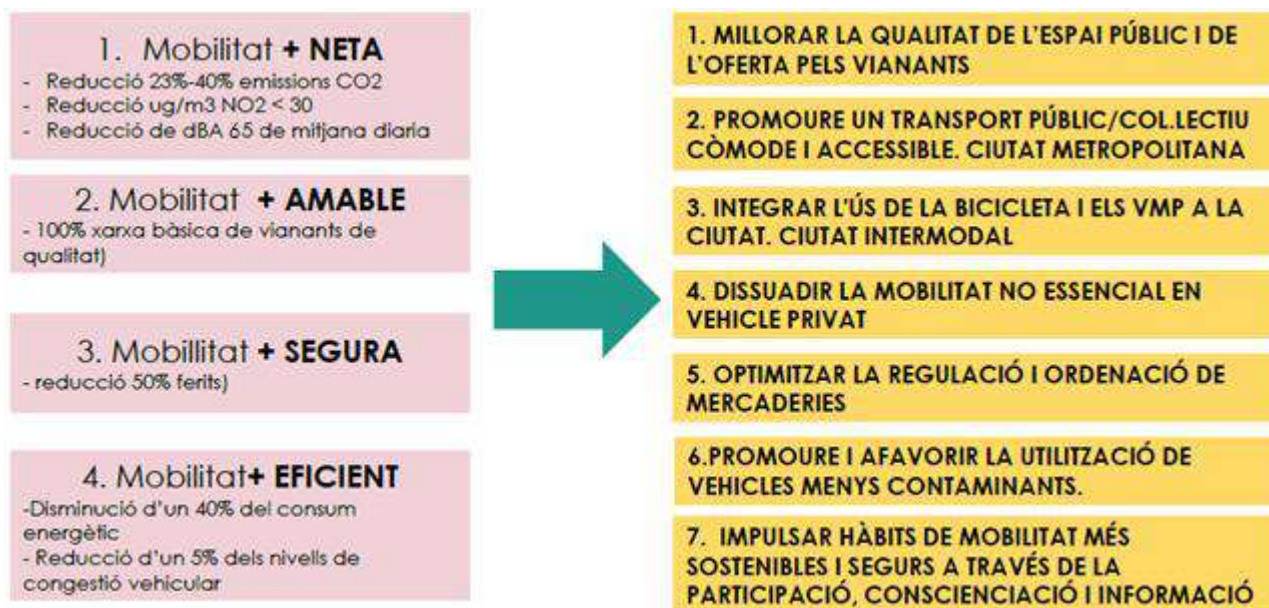 1. Mobilitat + NETA
- Reducció 23%-40% emissions CO2
- Reducció ug/m3 NO2 < 30
- Reducció de dBA 65 de mitjana diaria
2. Mobilitat + AMABLE
- 100% xarxa bàsica de vianants de
qualitat)
3. Mobillitat + SEGURA
- reducció 50% ferits)
4. Mobilitat+ EFICIENT
-Disminució d'un 40% del consum
energètic
- Reducció d'un 5% dels nivells de
congestió vehicular
1. MILLORAR LA QUALITAT DE L'ESPAI PÚBLIC I DE
L'OFERTA PELS VIANANTS
2. PROMOURE UN TRANSPORT PÚBLIC/COL.LECTIU
CÒMODE I ACCESSIBLE. CIUTAT METROPOLITANA
3. INTEGRAR L'ÚS DE LA BICICLETA I ELS VMP A LA
CIUTAT. CIUTAT INTERMODAL
4. DISSUADIR LA MOBILITAT NO ESSENCIAL EN
VEHICLE PRIVAT
5. OPTIMITZAR LA REGULACIÓ I ORDENACIÓ DE
MERCADERIES
6.PROMOURE I AFAVORIR LA UTILITZACIÓ DE
VEHICLES MENYS CONTAMINANTS.
7. IMPULSAR HÀBITS DE MOBILITAT MÉS
SOSTENIBLES I SEGURS A TRAVÉS DE LA
PARTICIPACIÓ, CONSCIENCIACIÓ I INFORMACIÓ